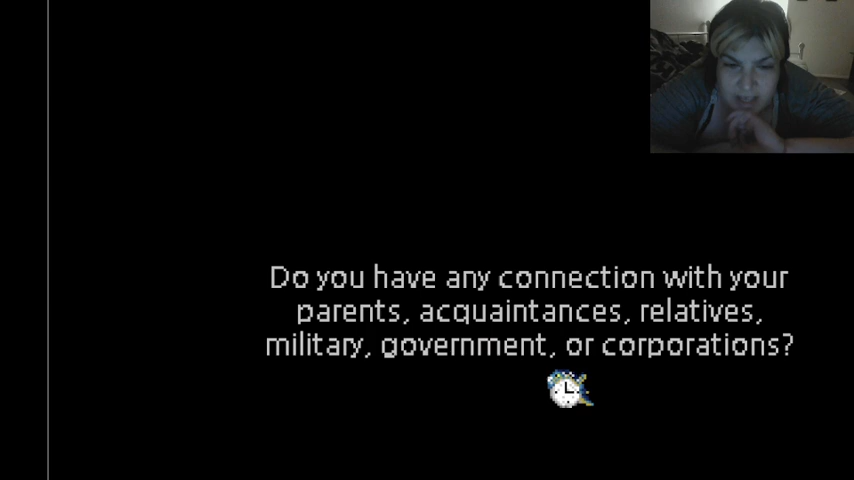 Do you have any connection with your
parents, acquaintances, relatives,
military, government, or corporations?